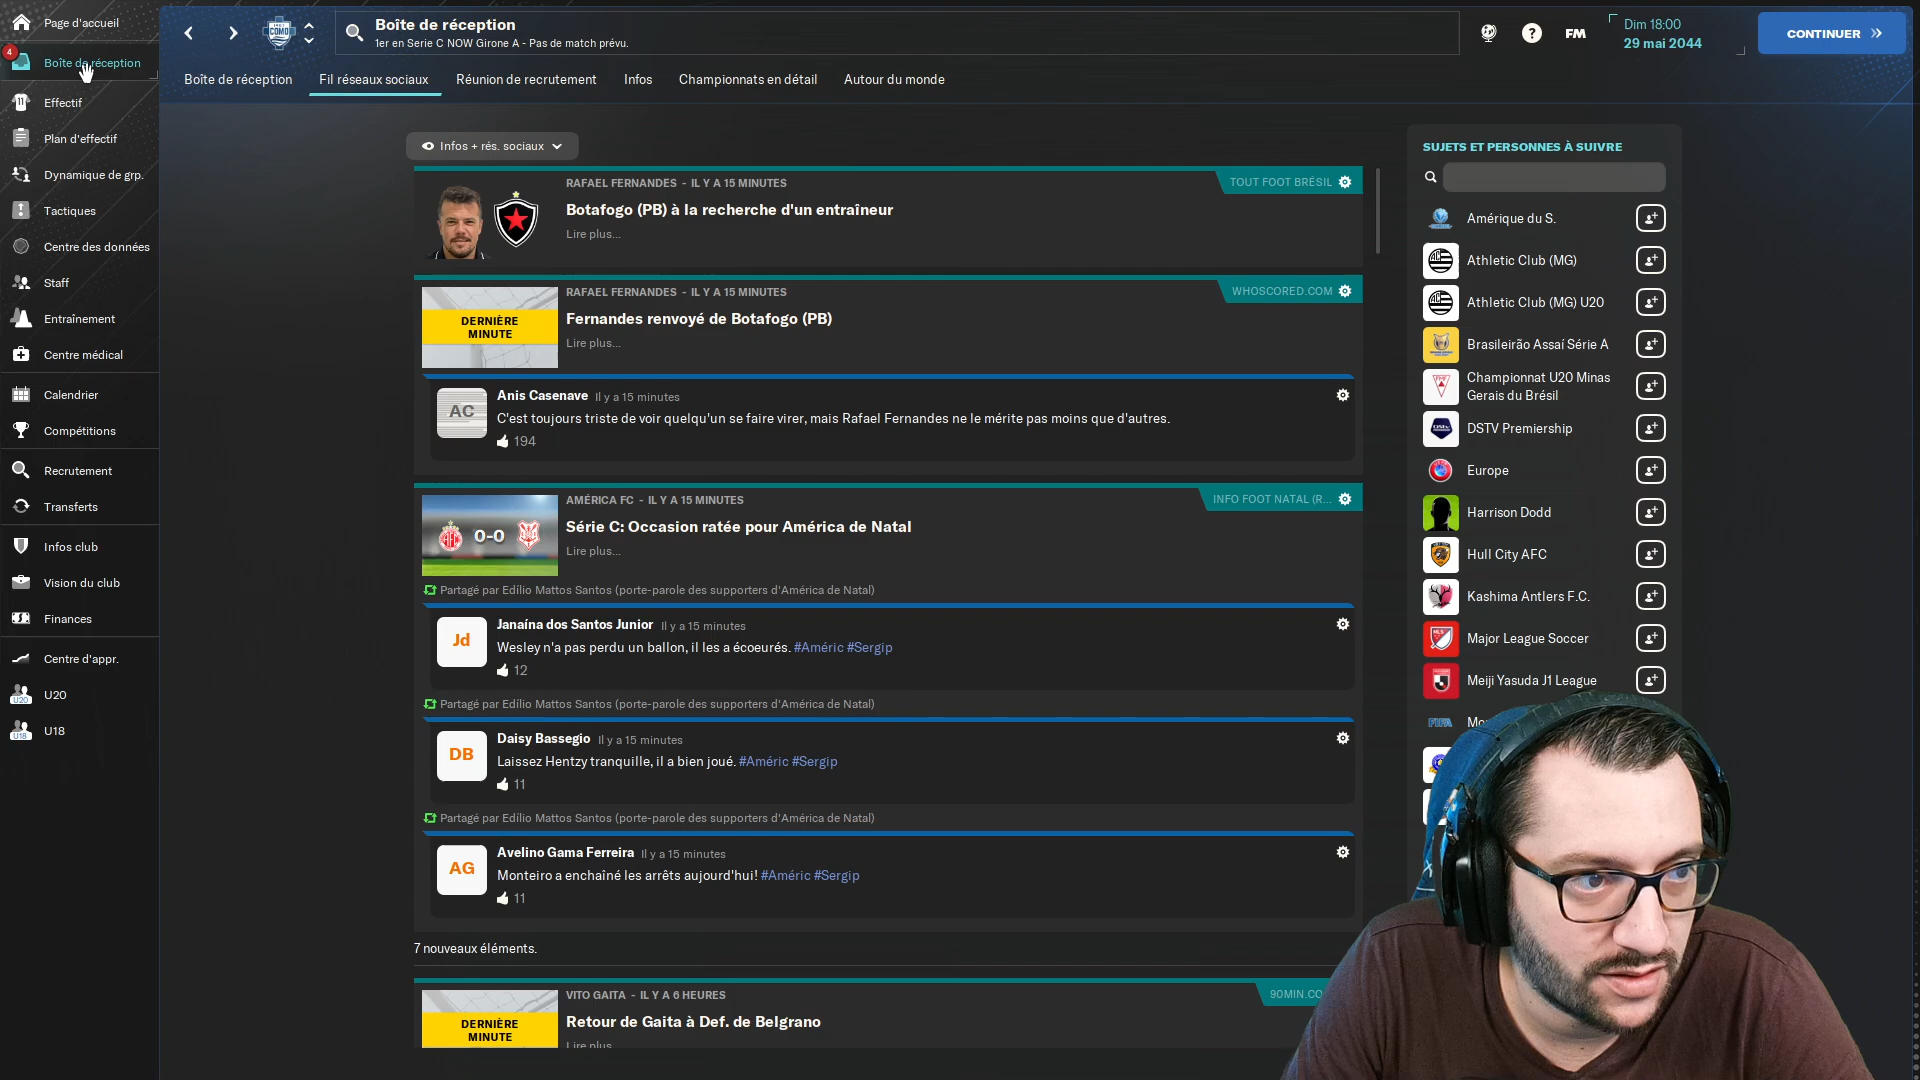 Page d'accueil
4
Boîte de réception
Effectif
Plan d'effectif
Dynamique de grp.
Tactiques
Centre des données
Staff
Entraînement
Centre médical
Calendrier
Compétitions
Recrutement
Transferts
Infos club
Vision du club
Finances
Centre d'appr.
U20
U20
U18
U18
COMO
Boîte de réception
1er en Serie C NOW Girone A - Pas de match prévu.
FM
Dim 18:00
29 mai 2044
CONTINUER
Boîte de réception
Fil réseaux sociaux
Réunion de recrutement
Infos
Championnats en détail
Autour du monde
Infos + rés. sociaux
RAFAEL FERNANDES - IL Y A 15 MINUTES
TOUT FOOT BRÉSIL
Botafogo (PB) à la recherche d'un entraîneur
Lire plus...
DERNIÈRE
MINUTE
RAFAEL FERNANDES - IL Y A 15 MINUTES
WHOSCORED.COM
Fernandes renvoyé de Botafogo (PB)
Lire plus...
AC
Anis Casenave Il y a 15 minutes
C'est toujours triste de voir quelqu'un se faire virer, mais Rafael Fernandes ne le mérite pas moins que d'autres.
194
0-0
AMÉRICA FC - IL Y A 15 MINUTES
INFO FOOT NATAL (R...
Série C: Occasion ratée pour América de Natal
Lire plus...
Partagé par Edílio Mattos Santos (porte-parole des supporters d'América de Natal)
Jd
Janaína dos Santos Junior Il y a 15 minutes
Wesley n'a pas perdu un ballon, il les a écoeurés. #Améric #Sergip
12
Partagé par Edílio Mattos Santos (porte-parole des supporters d'América de Natal)
DB
Daisy Bassegio Il y a 15 minutes
Laissez Hentzy tranquille, il a bien joué. #Améric #Sergip
11
Partagé par Edílio Mattos Santos (porte-parole des supporters d'América de Natal)
AG
Avelino Gama Ferreira Il y a 15 minutes
Monteiro a enchaîné les arrêts aujourd'hui! #Améric #Sergip
11
7 nouveaux éléments.
DERNIÈRE
MINUTE
VITO GAITA - IL Y A 6 HEURES
90MIN.CO
Retour de Gaita à Def. de Belgrano
Lire plus...
SUJETS ET PERSONNES À SUIVRE
Amérique du S.
Athletic Club (MG)
Athletic Club (MG) U20
Brasileirão Assaí Série A
Championnat U20 Minas
Gerais du Brésil
DSTV Premiership
Europe
Harrison Dodd
Hull City AFC
Kashima Antlers F.C.
Major League Soccer
Meiji Yasuda J1 League
FIFA